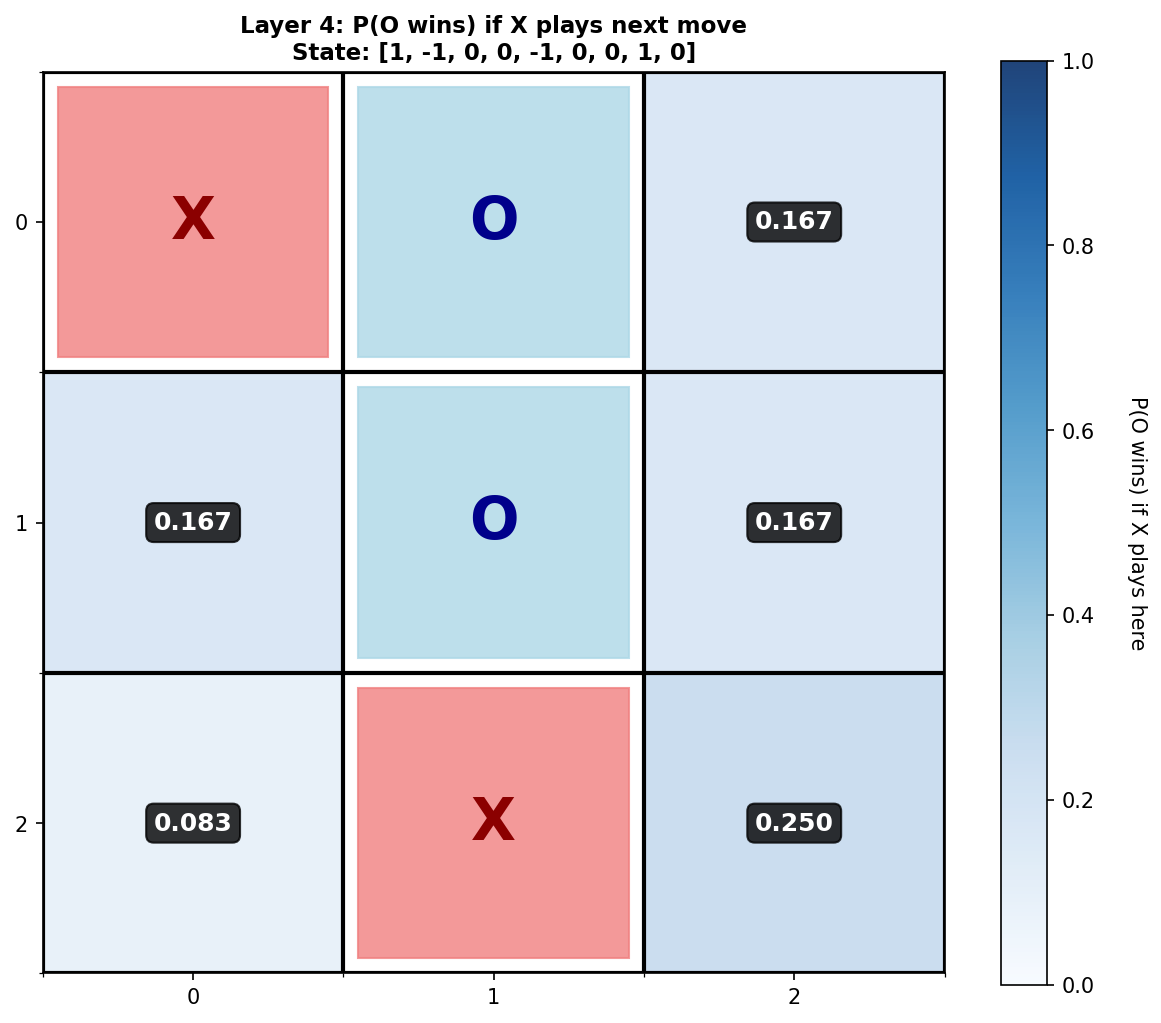 Layer 4: P(O wins) if X plays next move
State: [1, -1, 0, 0, -1, 0, 0, 1, 0]
X
O
0.167
0.167
O
0.167
0.083
X
0.250
0
1
2
0
1
2
1.0
0.8
0.6
0.4
0.2
0.0
P(O wins) if X plays here